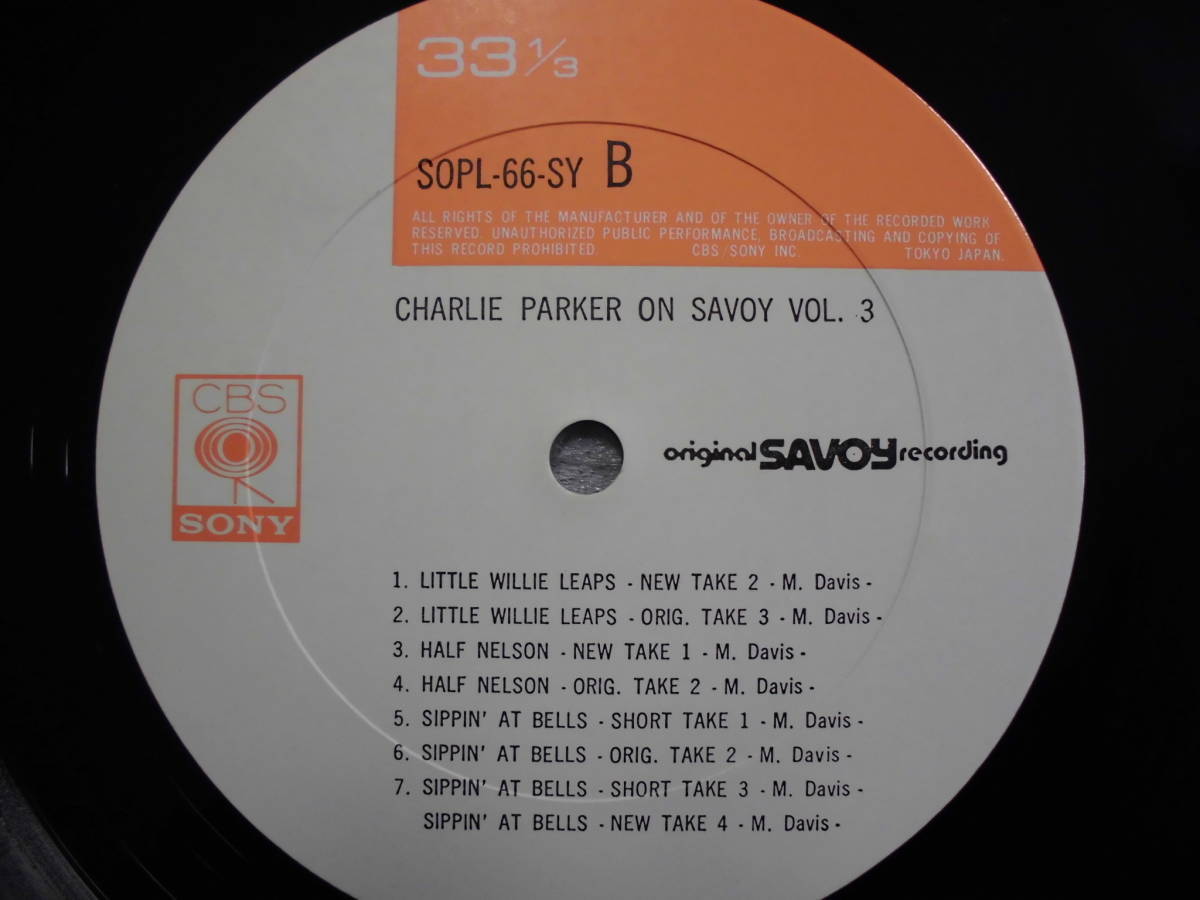 33 1/3
SOPL-66-SY B
ALL RIGHTS OF THE MANUFACTURER AND OF THE OWNER OF THE RECORDED WORK
RESERVED. UNAUTHORIZED PUBLIC PERFORMANCE, BROADCASTING AND COPYING OF
THIS RECORD PROHIBITED. CBS/SONY INC. TOKYO JAPAN.
CHARLIE PARKER ON SAVOY VOL. 3
CBS
SONY
original SAVOY recording
1. LITTLE WILLIE LEAPS - NEW TAKE 2 - M. Davis -
2. LITTLE WILLIE LEAPS - ORIG. TAKE 3 - M. Davis -
3. HALF NELSON - NEW TAKE 1 - M. Davis -
4. HALF NELSON - ORIG. TAKE 2 - M. Davis -
5. SIPPIN' AT BELLS - SHORT TAKE 1 - M. Davis -
6. SIPPIN' AT BELLS - ORIG. TAKE 2 - M. Davis -
7. SIPPIN' AT BELLS - SHORT TAKE 3 - M. Davis -
SIPPIN' AT BELLS - NEW TAKE 4 - M. Davis -